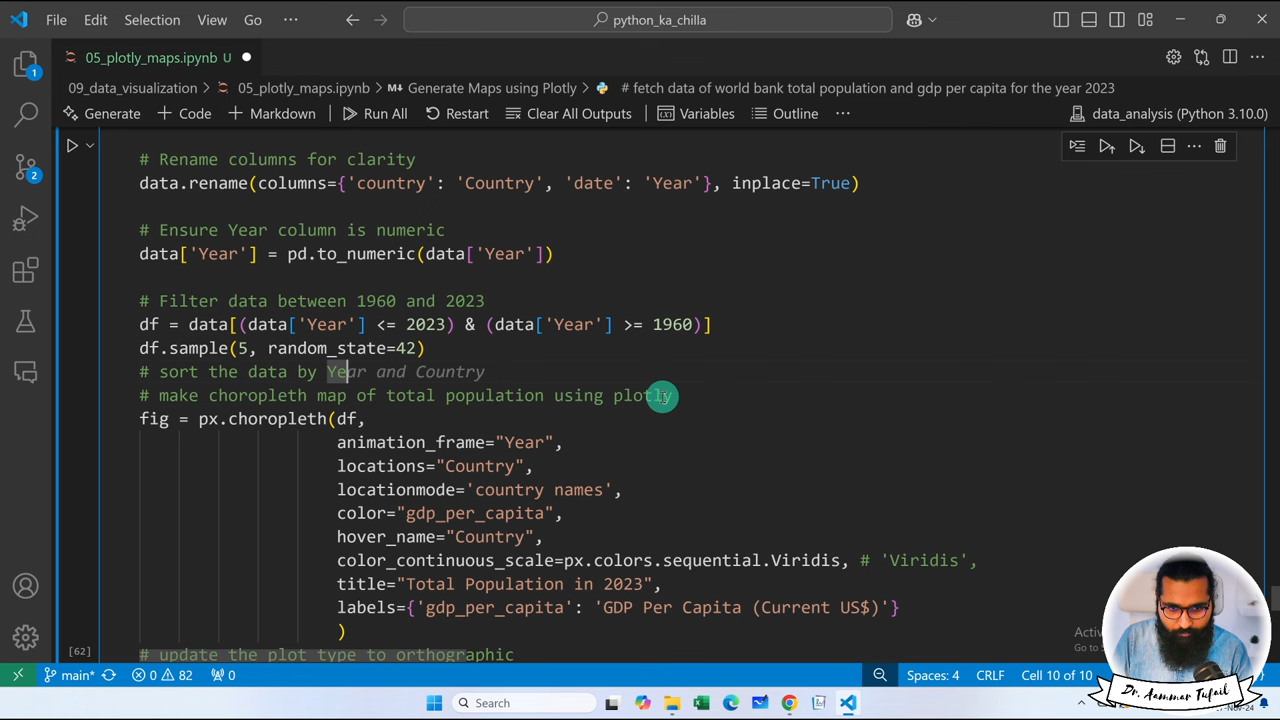 File Edit Selection View Go ··· python_ka_chilla
05_plotly_maps.ipynb U
09_data_visualization > 05_plotly_maps.ipynb > Generate Maps using Plotly > # fetch data of world bank total population and gdp per capita for the year 2023
Generate + Code + Markdown Run All Restart Clear All Outputs Variables Outline ··· data_analysis (Python 3.10.0)
1
2
# Rename columns for clarity
data.rename(columns={'country': 'Country', 'date': 'Year'}, inplace=True)
# Ensure Year column is numeric
data['Year'] = pd.to_numeric(data['Year'])
# Filter data between 1960 and 2023
df = data[(data['Year'] <= 2023) & (data['Year'] >= 1960)]
df.sample(5, random_state=42)
# sort the data by Year and Country
# make choropleth map of total population using plotly
fig = px.choropleth(df,
animation_frame="Year",
locations="Country",
locationmode='country names',
color="gdp_per_capita",
hover_name="Country",
color_continuous_scale=px.colors.sequential.Viridis, # 'Viridis',
title="Total Population in 2023",
labels={'gdp_per_capita': 'GDP Per Capita (Current US$)'}
)
[62]
# update the plot type to orthographic
Dr. Aammar Tufail
main* 0 82 0 Spaces: 4 CRLF Cell 10 of 10
Search